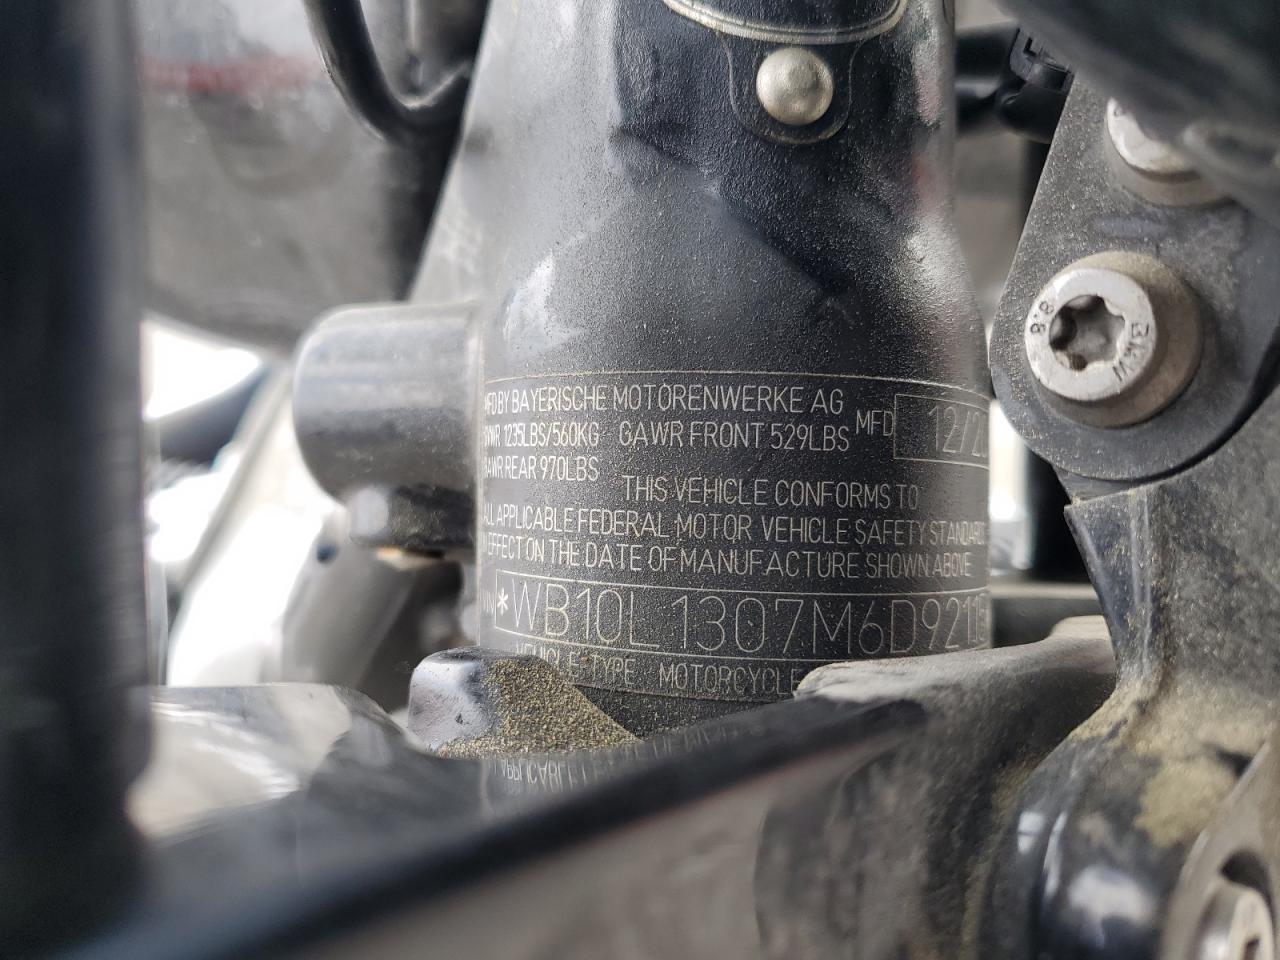 MFD BY BAYERISCHE MOTORENWERKE AG
GVWR 1235LBS/560KG GAWR FRONT 529LBS MFD 12/2
GAWR REAR 970LBS THIS VEHICLE CONFORMS TO
ALL APPLICABLE FEDERAL MOTOR VEHICLE SAFETY STANDARDS
EFFECT ON THE DATE OF MANUFACTURE SHOWN ABOVE
VIN *WB10L1307M6D9211
VEHICLE TYPE MOTORCYCLE
8.8
BMW